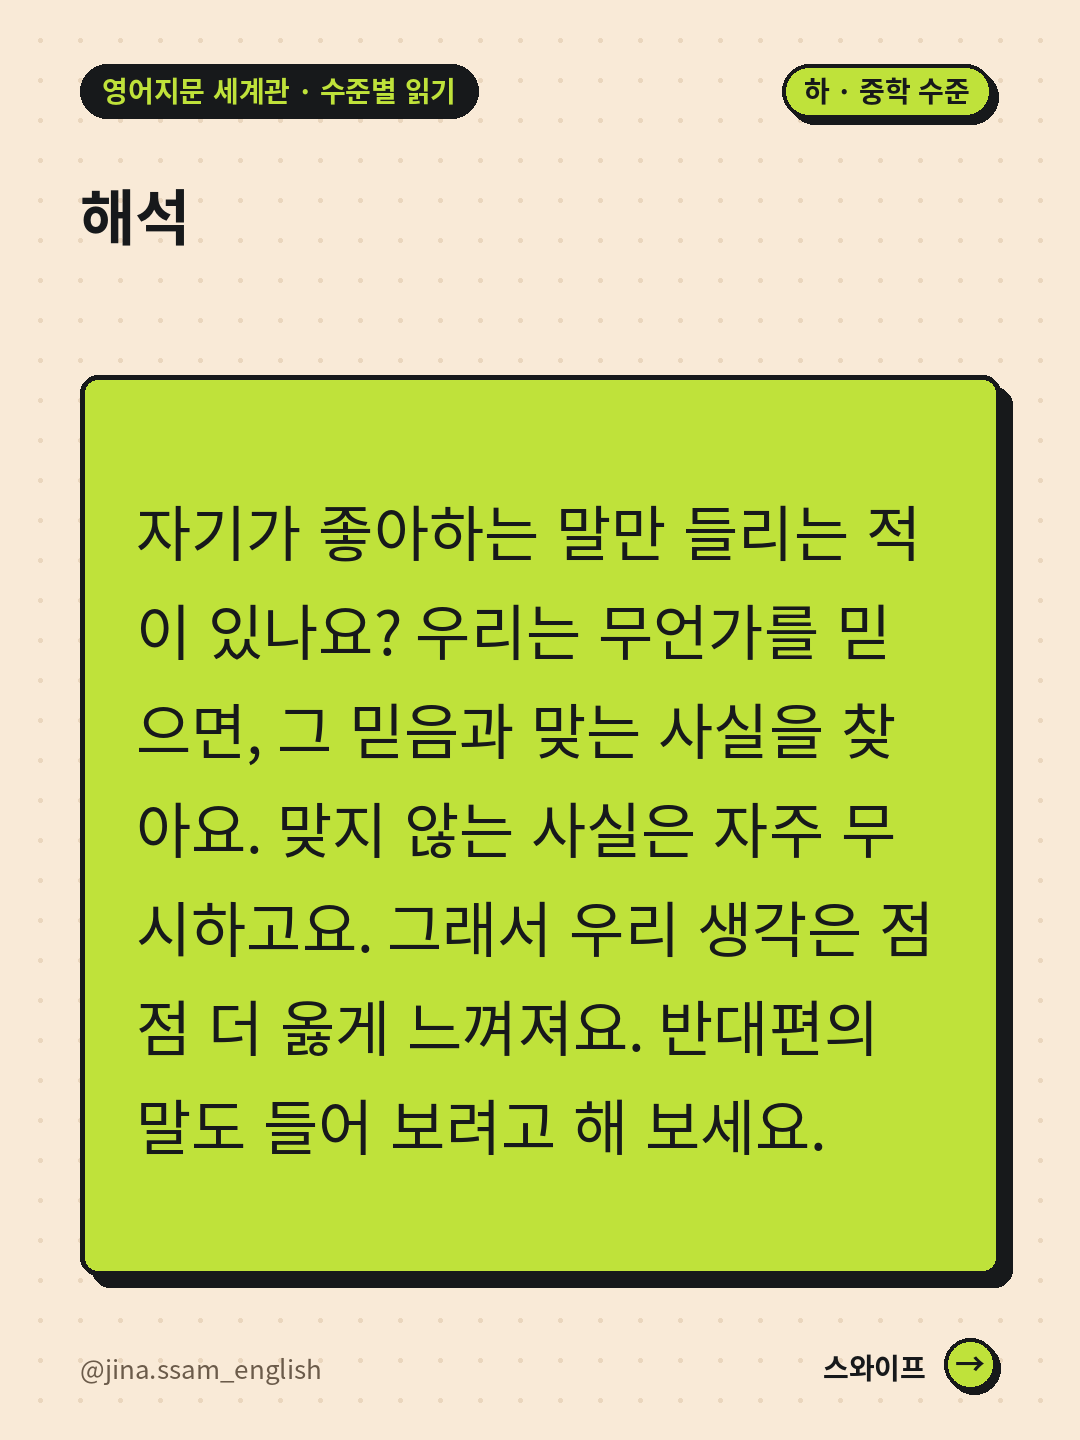 영어지문 세계관 · 수준별 읽기
하 · 중학 수준
해석
자기가 좋아하는 말만 들리는 적
이 있나요? 우리는 무언가를 믿
으면, 그 믿음과 맞는 사실을 찾
아요. 맞지 않는 사실은 자주 무
시하고요. 그래서 우리 생각은 점
점 더 옳게 느껴져요. 반대편의
말도 들어 보려고 해 보세요.
@jina.ssam_english
스와이프 →